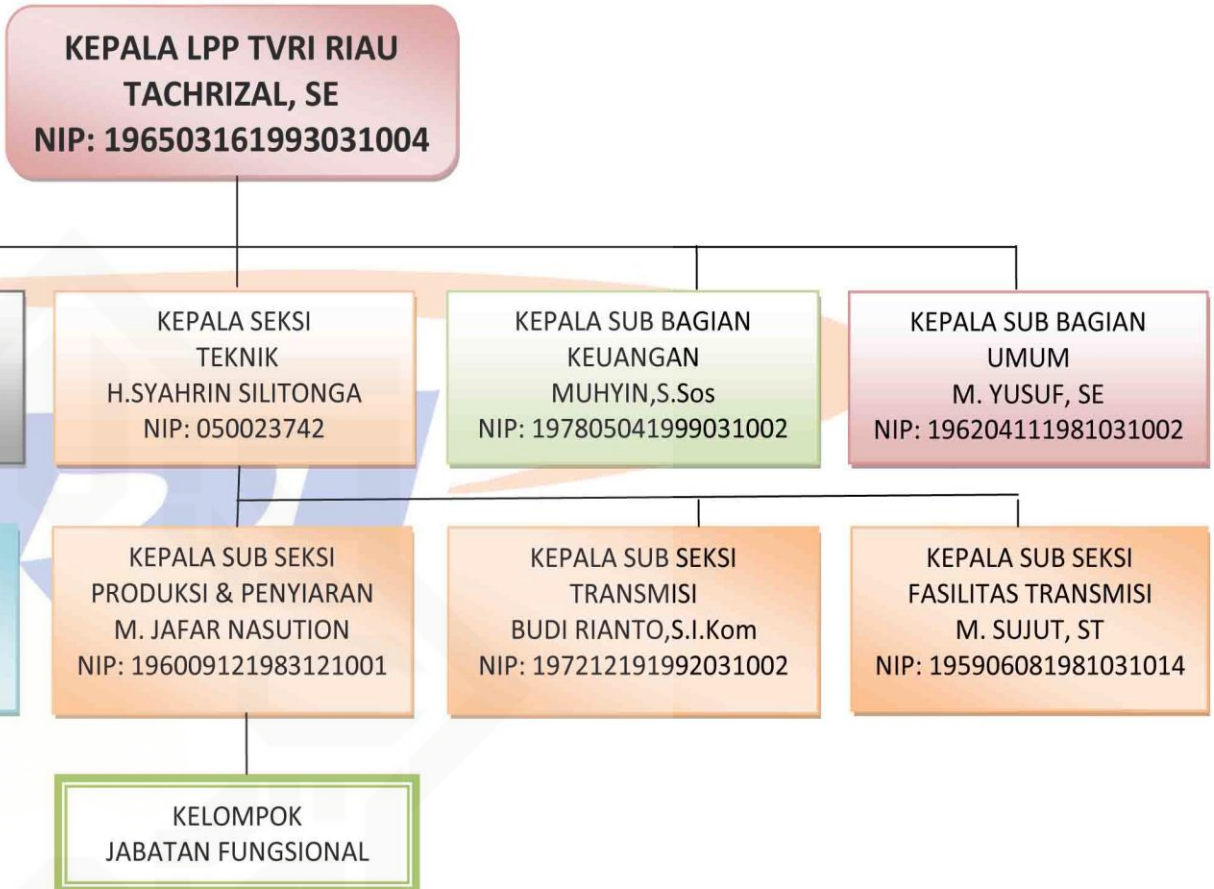 KEPALA LPP TVRI RIAU
TACHRIZAL, SE
NIP: 196503161993031004
KEPALA SEKSI
TEKNIK
H.SYAHRIN SILITONGA
NIP: 050023742
KEPALA SUB BAGIAN
KEUANGAN
MUHYIN,S.Sos
NIP: 197805041999031002
KEPALA SUB BAGIAN
UMUM
M. YUSUF, SE
NIP: 196204111981031002
KEPALA SUB SEKSI
PRODUKSI & PENYIARAN
M. JAFAR NASUTION
NIP: 196009121983121001
KEPALA SUB SEKSI
TRANSMISI
BUDI RIANTO,S.I.Kom
NIP: 197212191992031002
KEPALA SUB SEKSI
FASILITAS TRANSMISI
M. SUJUT, ST
NIP: 195906081981031014
KELOMPOK
JABATAN FUNGSIONAL